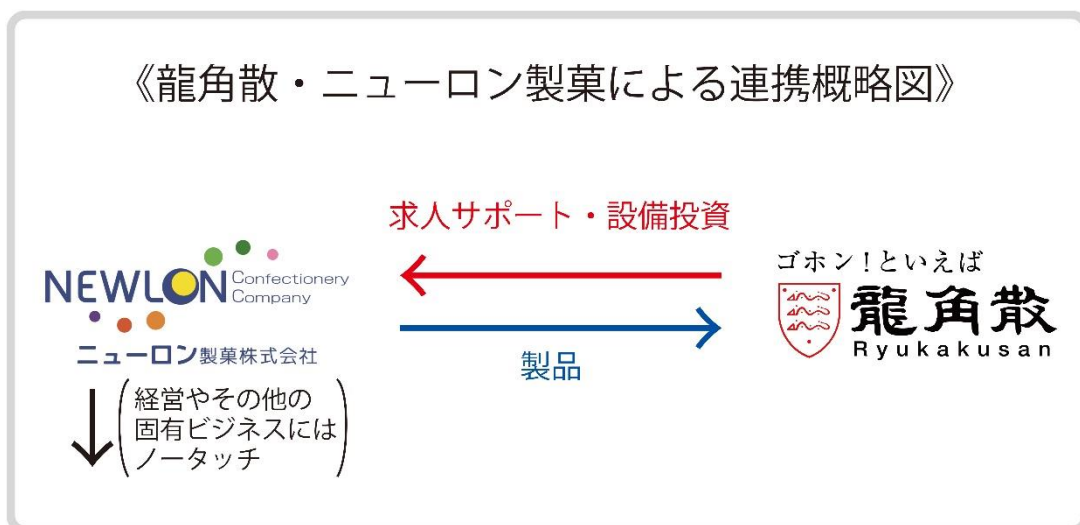 《龍角散・ニューロン製菓による連携概略図》
求人サポート・設備投資
NEWLON Confectionery
Company
ニューロン製菓株式会社
ゴホン！といえば
龍角散
Ryukakusan
製品
経営やその他の
固有ビジネスには
ノータッチ